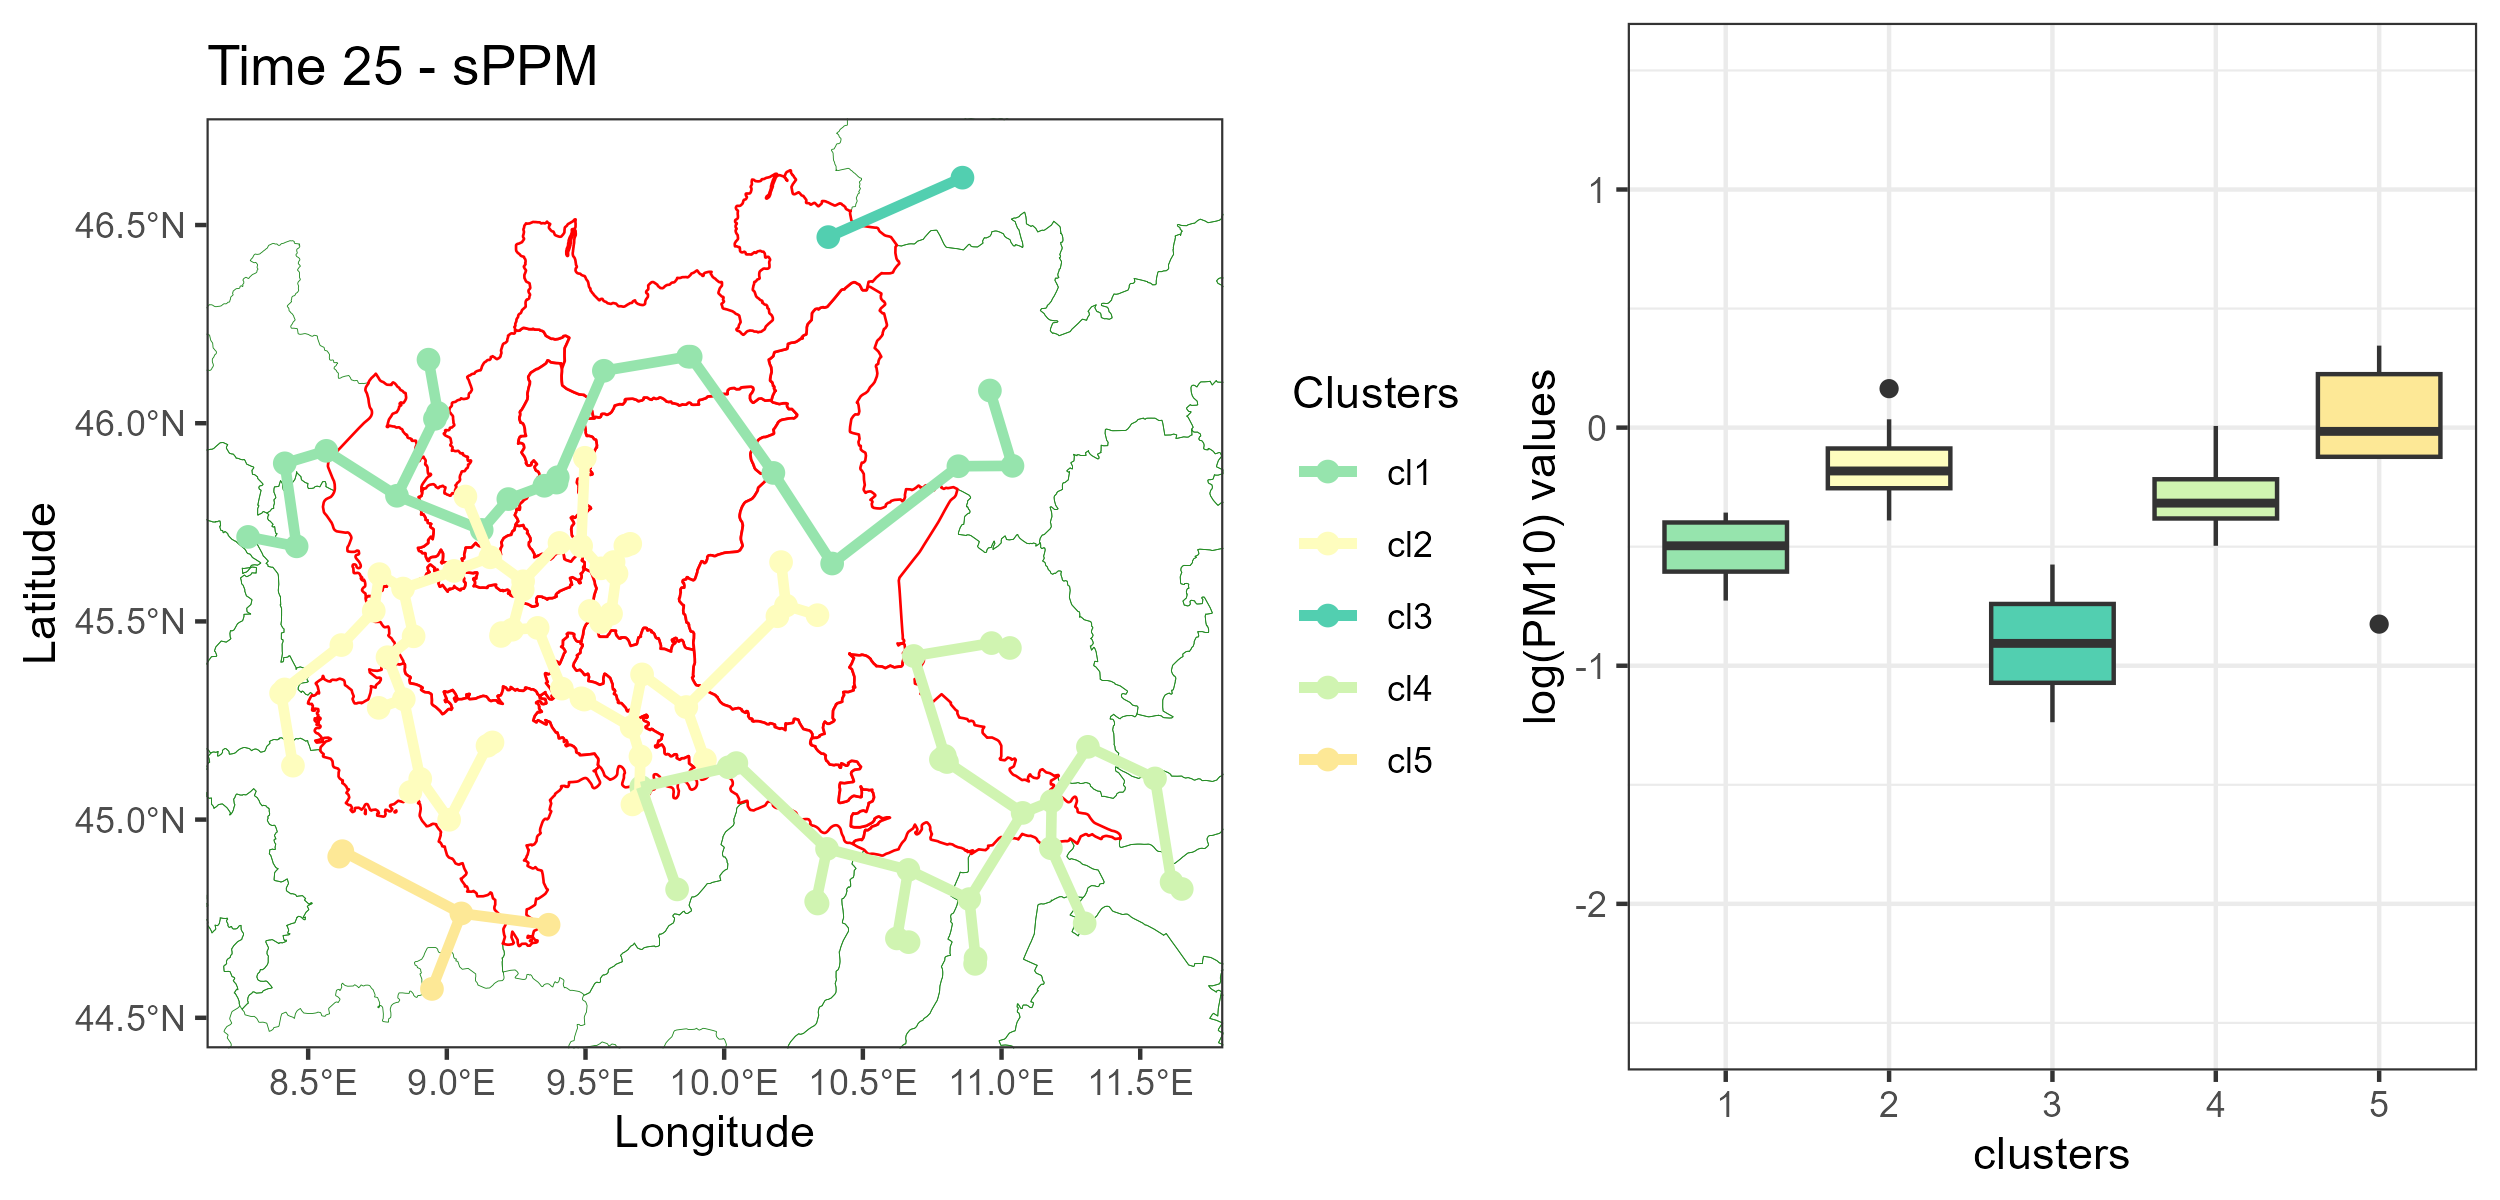 Time 25 - sPPM
Latitude
46.5°N
46.0°N
45.5°N
45.0°N
44.5°N
8.5°E 9.0°E 9.5°E 10.0°E 10.5°E 11.0°E 11.5°E
Longitude
Clusters
cl1
cl2
cl3
cl4
cl5
log(PM10) values
1
0
-1
-2
1 2 3 4 5
clusters